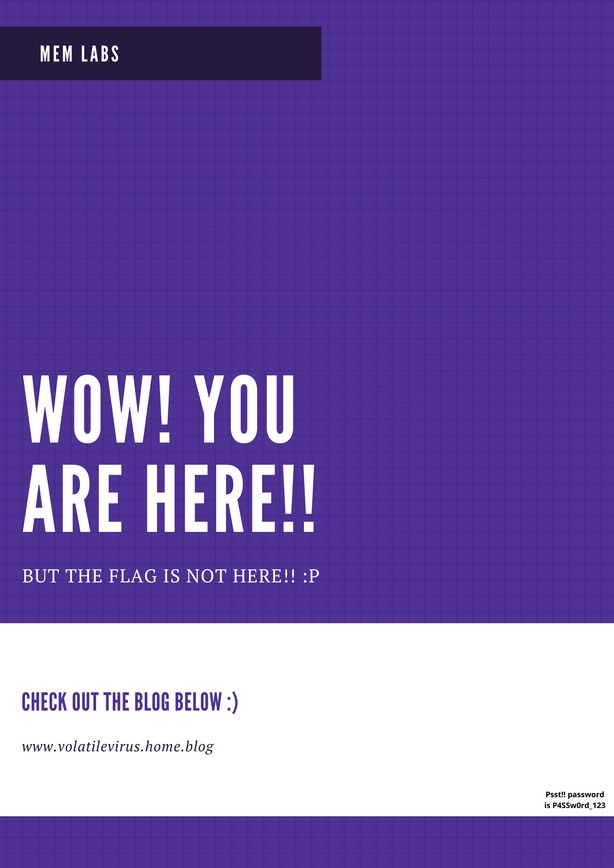 MEM LABS
WOW! YOU
ARE HERE!!
BUT THE FLAG IS NOT HERE!! :P
CHECK OUT THE BLOG BELOW :)
www.volatilevirus.home.blog
Psst!! password
is P4SSw0rd_123